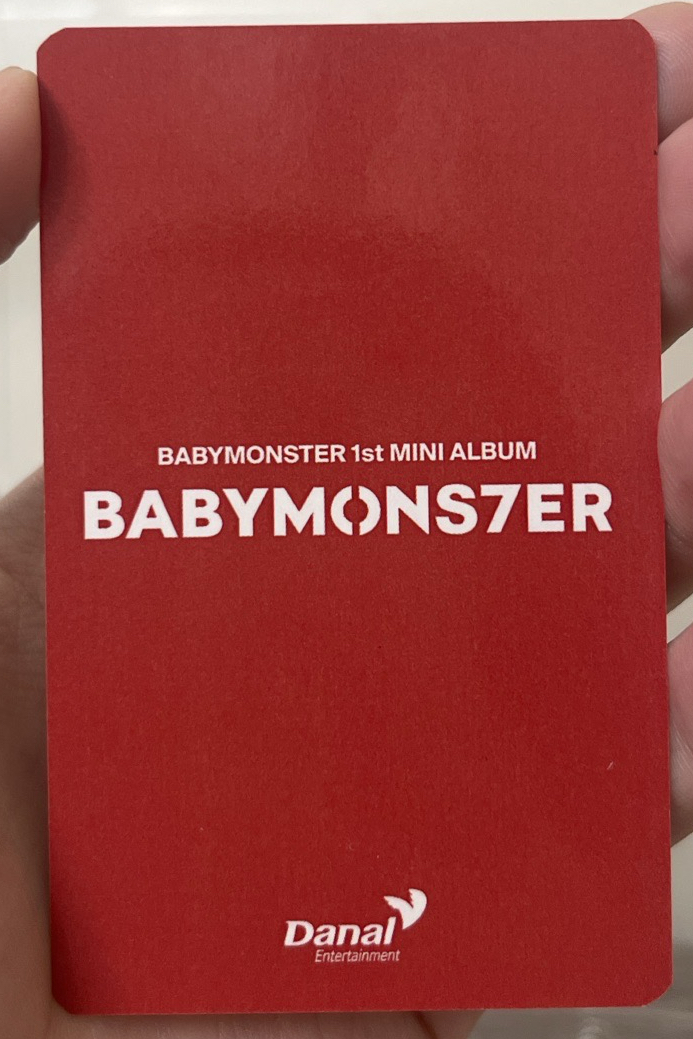 BABYMONSTER 1st MINI ALBUM
BABYMONS7ER
Danal
Entertainment